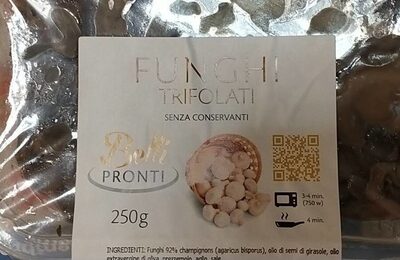 FUNGHI
TRIFOLATI
SENZA CONSERVANTI
Belli
PRONTI
250g
3-4 min.
(750 w)
4 min.
INGREDIENTI: Funghi 92% champignons (agaricus bisporus), olio di semi di girasole, olio
extravergine di oliva, prezzemolo, aglio, sale